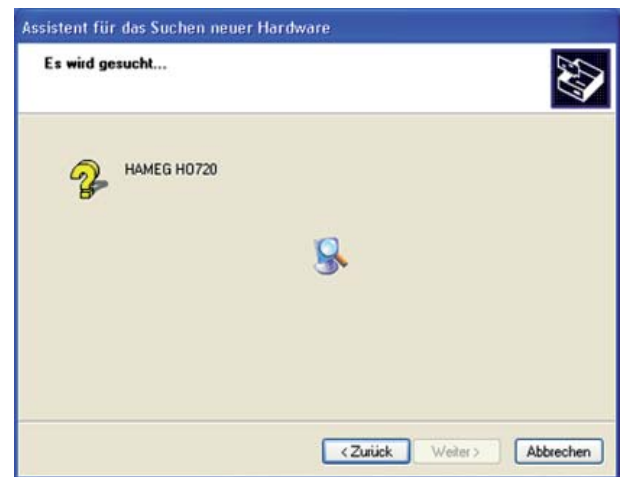 Assistent für das Suchen neuer Hardware
Es wird gesucht...
HAMEG HO720
< Zurück
Weiter >
Abbrechen